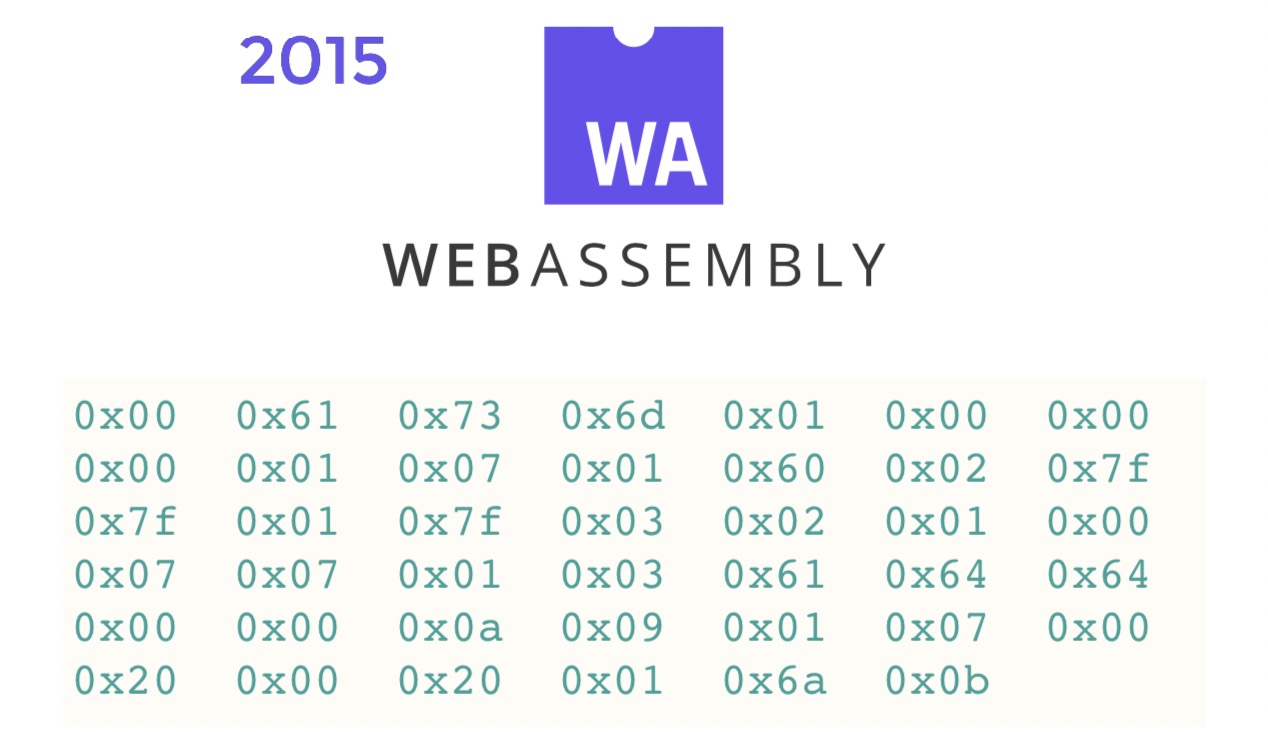 2015
WA
WEBASSEMBLY
0x00 0x61 0x73 0x6d 0x01 0x00 0x00
0x00 0x01 0x07 0x01 0x60 0x02 0x7f
0x7f 0x01 0x7f 0x03 0x02 0x01 0x00
0x07 0x07 0x01 0x03 0x61 0x64 0x64
0x00 0x00 0x0a 0x09 0x01 0x07 0x00
0x20 0x00 0x20 0x01 0x6a 0x0b